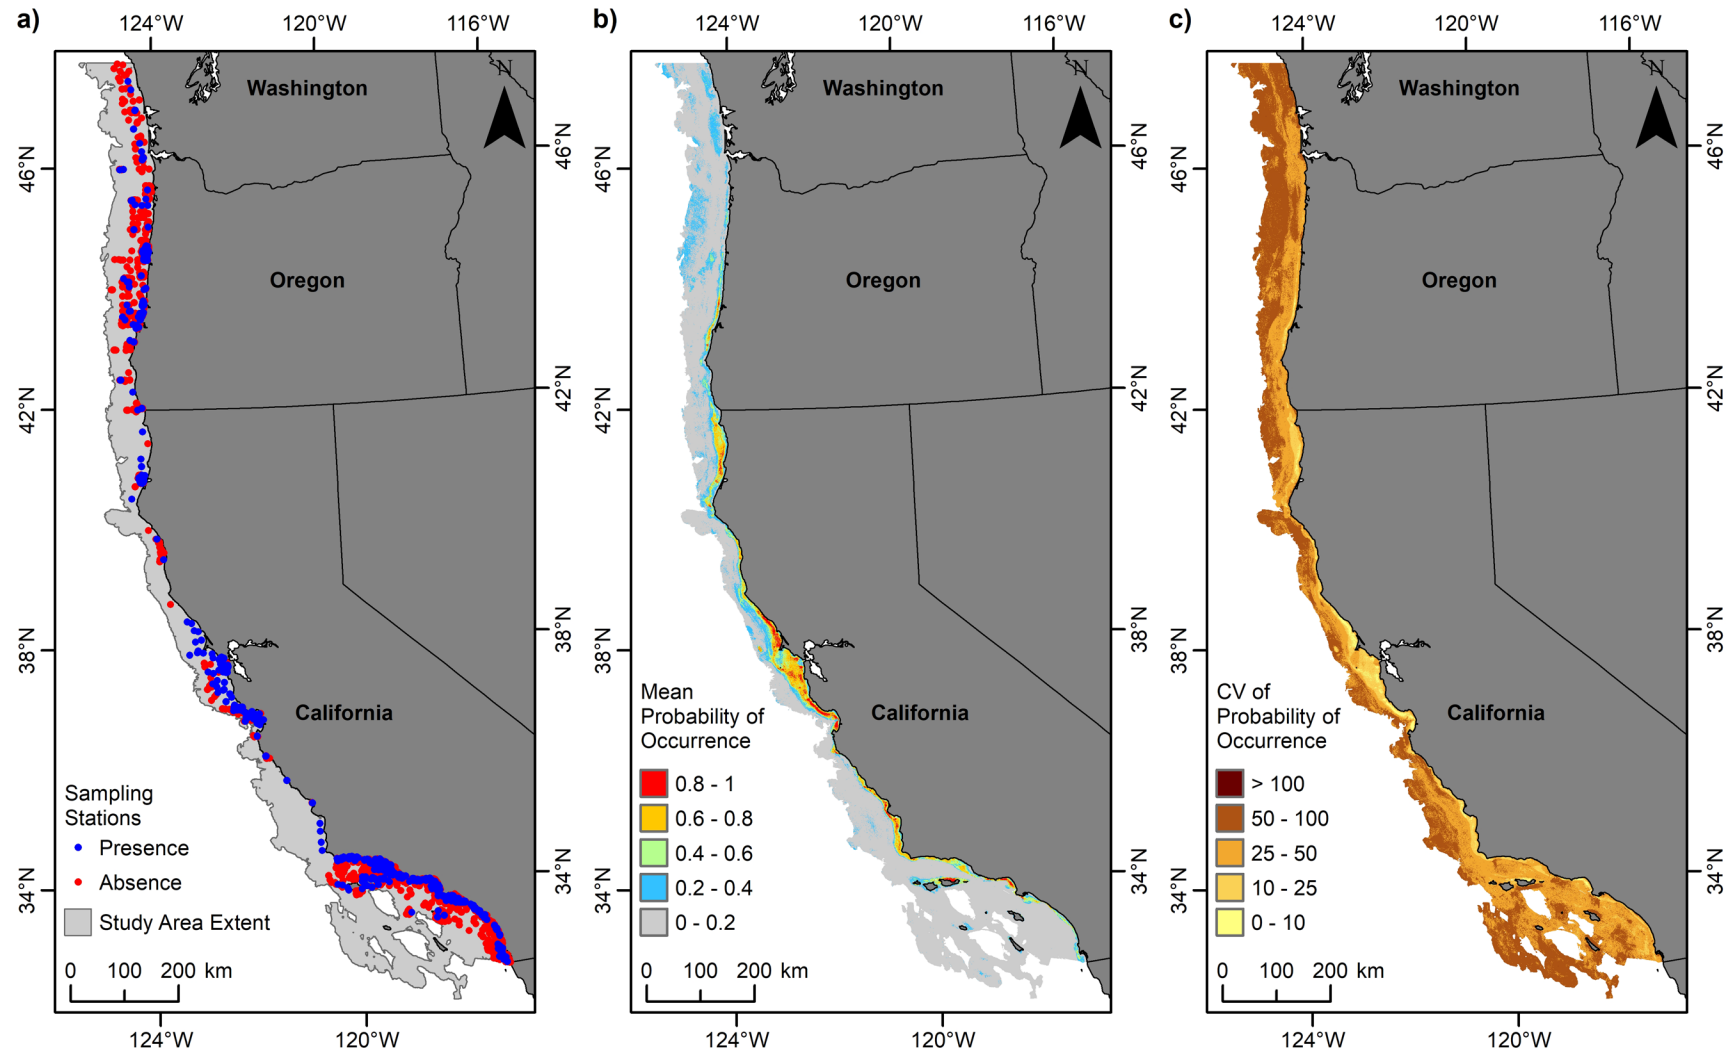 a)
124°W 120°W 116°W
N
Washington
Oregon
California
46°N
42°N
38°N
34°N
46°N
42°N
38°N
34°N
Sampling
Stations
Presence
Absence
Study Area Extent
0 100 200 km
124°W 120°W
b)
124°W 120°W 116°W
N
Washington
Oregon
California
46°N
42°N
38°N
34°N
46°N
42°N
38°N
34°N
Mean
Probability of
Occurrence
0.8 - 1
0.6 - 0.8
0.4 - 0.6
0.2 - 0.4
0 - 0.2
0 100 200 km
124°W 120°W
c)
124°W 120°W 116°W
N
Washington
Oregon
California
46°N
42°N
38°N
34°N
46°N
42°N
38°N
34°N
CV of
Probability of
Occurrence
> 100
50 - 100
25 - 50
10 - 25
0 - 10
0 100 200 km
124°W 120°W